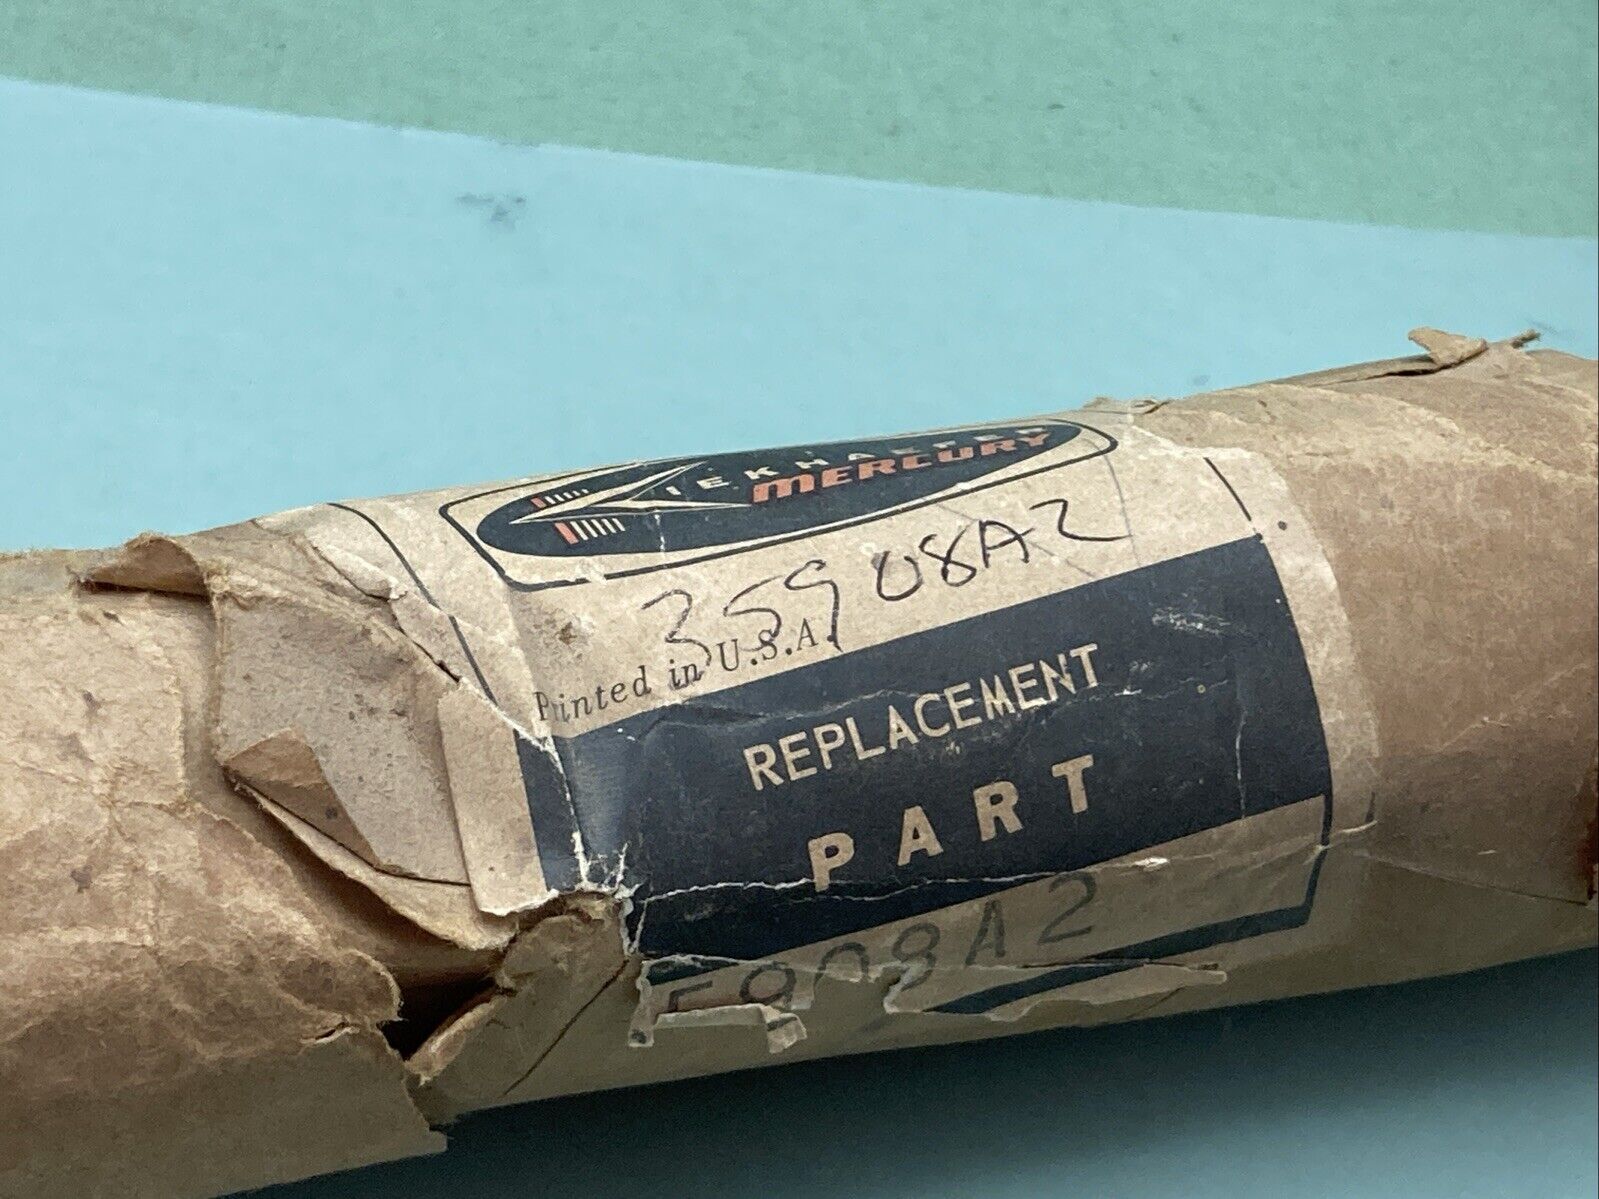 KIEKHAEFER
MERCURY
35908A2
Printed in U.S.A.
REPLACEMENT
PART
5908A2